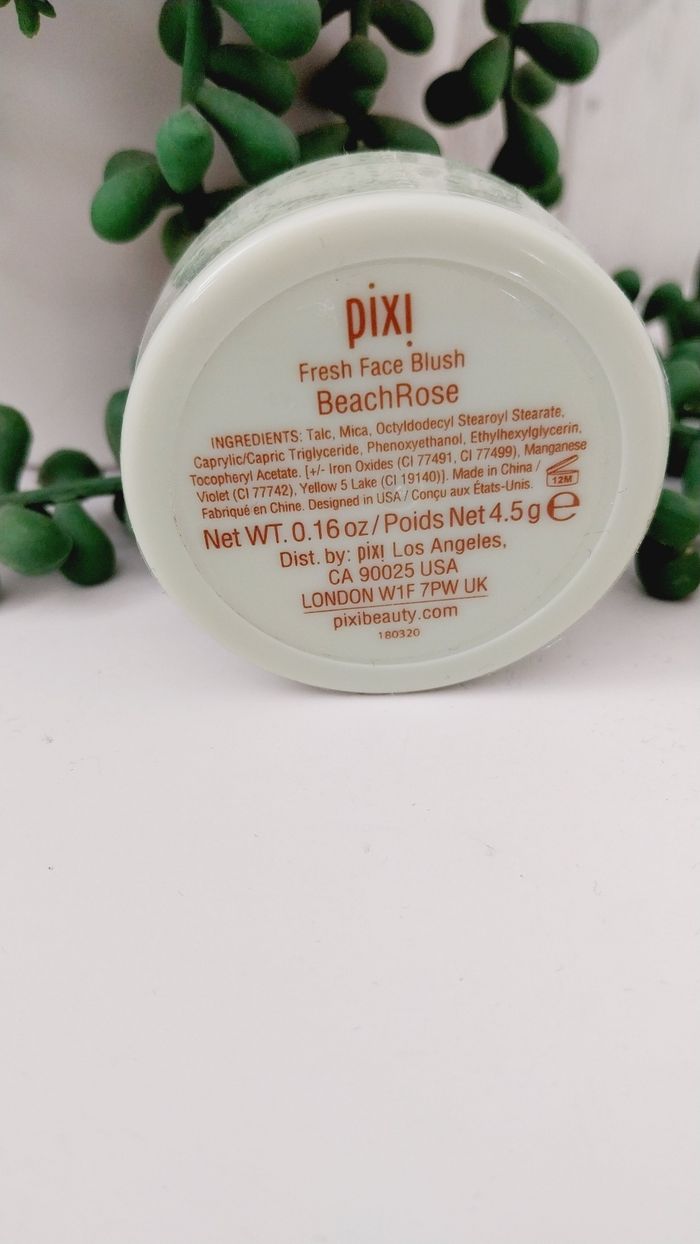 pixi
Fresh Face Blush
BeachRose
INGREDIENTS: Talc, Mica, Octyldodecyl Stearoyl Stearate,
Caprylic/Capric Triglyceride, Phenoxyethanol, Ethylhexylglycerin,
Tocopheryl Acetate. [+/- Iron Oxides (CI 77491, CI 77499), Manganese
Violet (CI 77742), Yellow 5 Lake (CI 19140)]. Made in China /
Fabriqué en Chine. Designed in USA / Conçu aux États-Unis.
12M
Net WT. 0.16 oz / Poids Net 4.5 g e
Dist. by: pixi Los Angeles,
CA 90025 USA
LONDON W1F 7PW UK
pixibeauty.com
180320